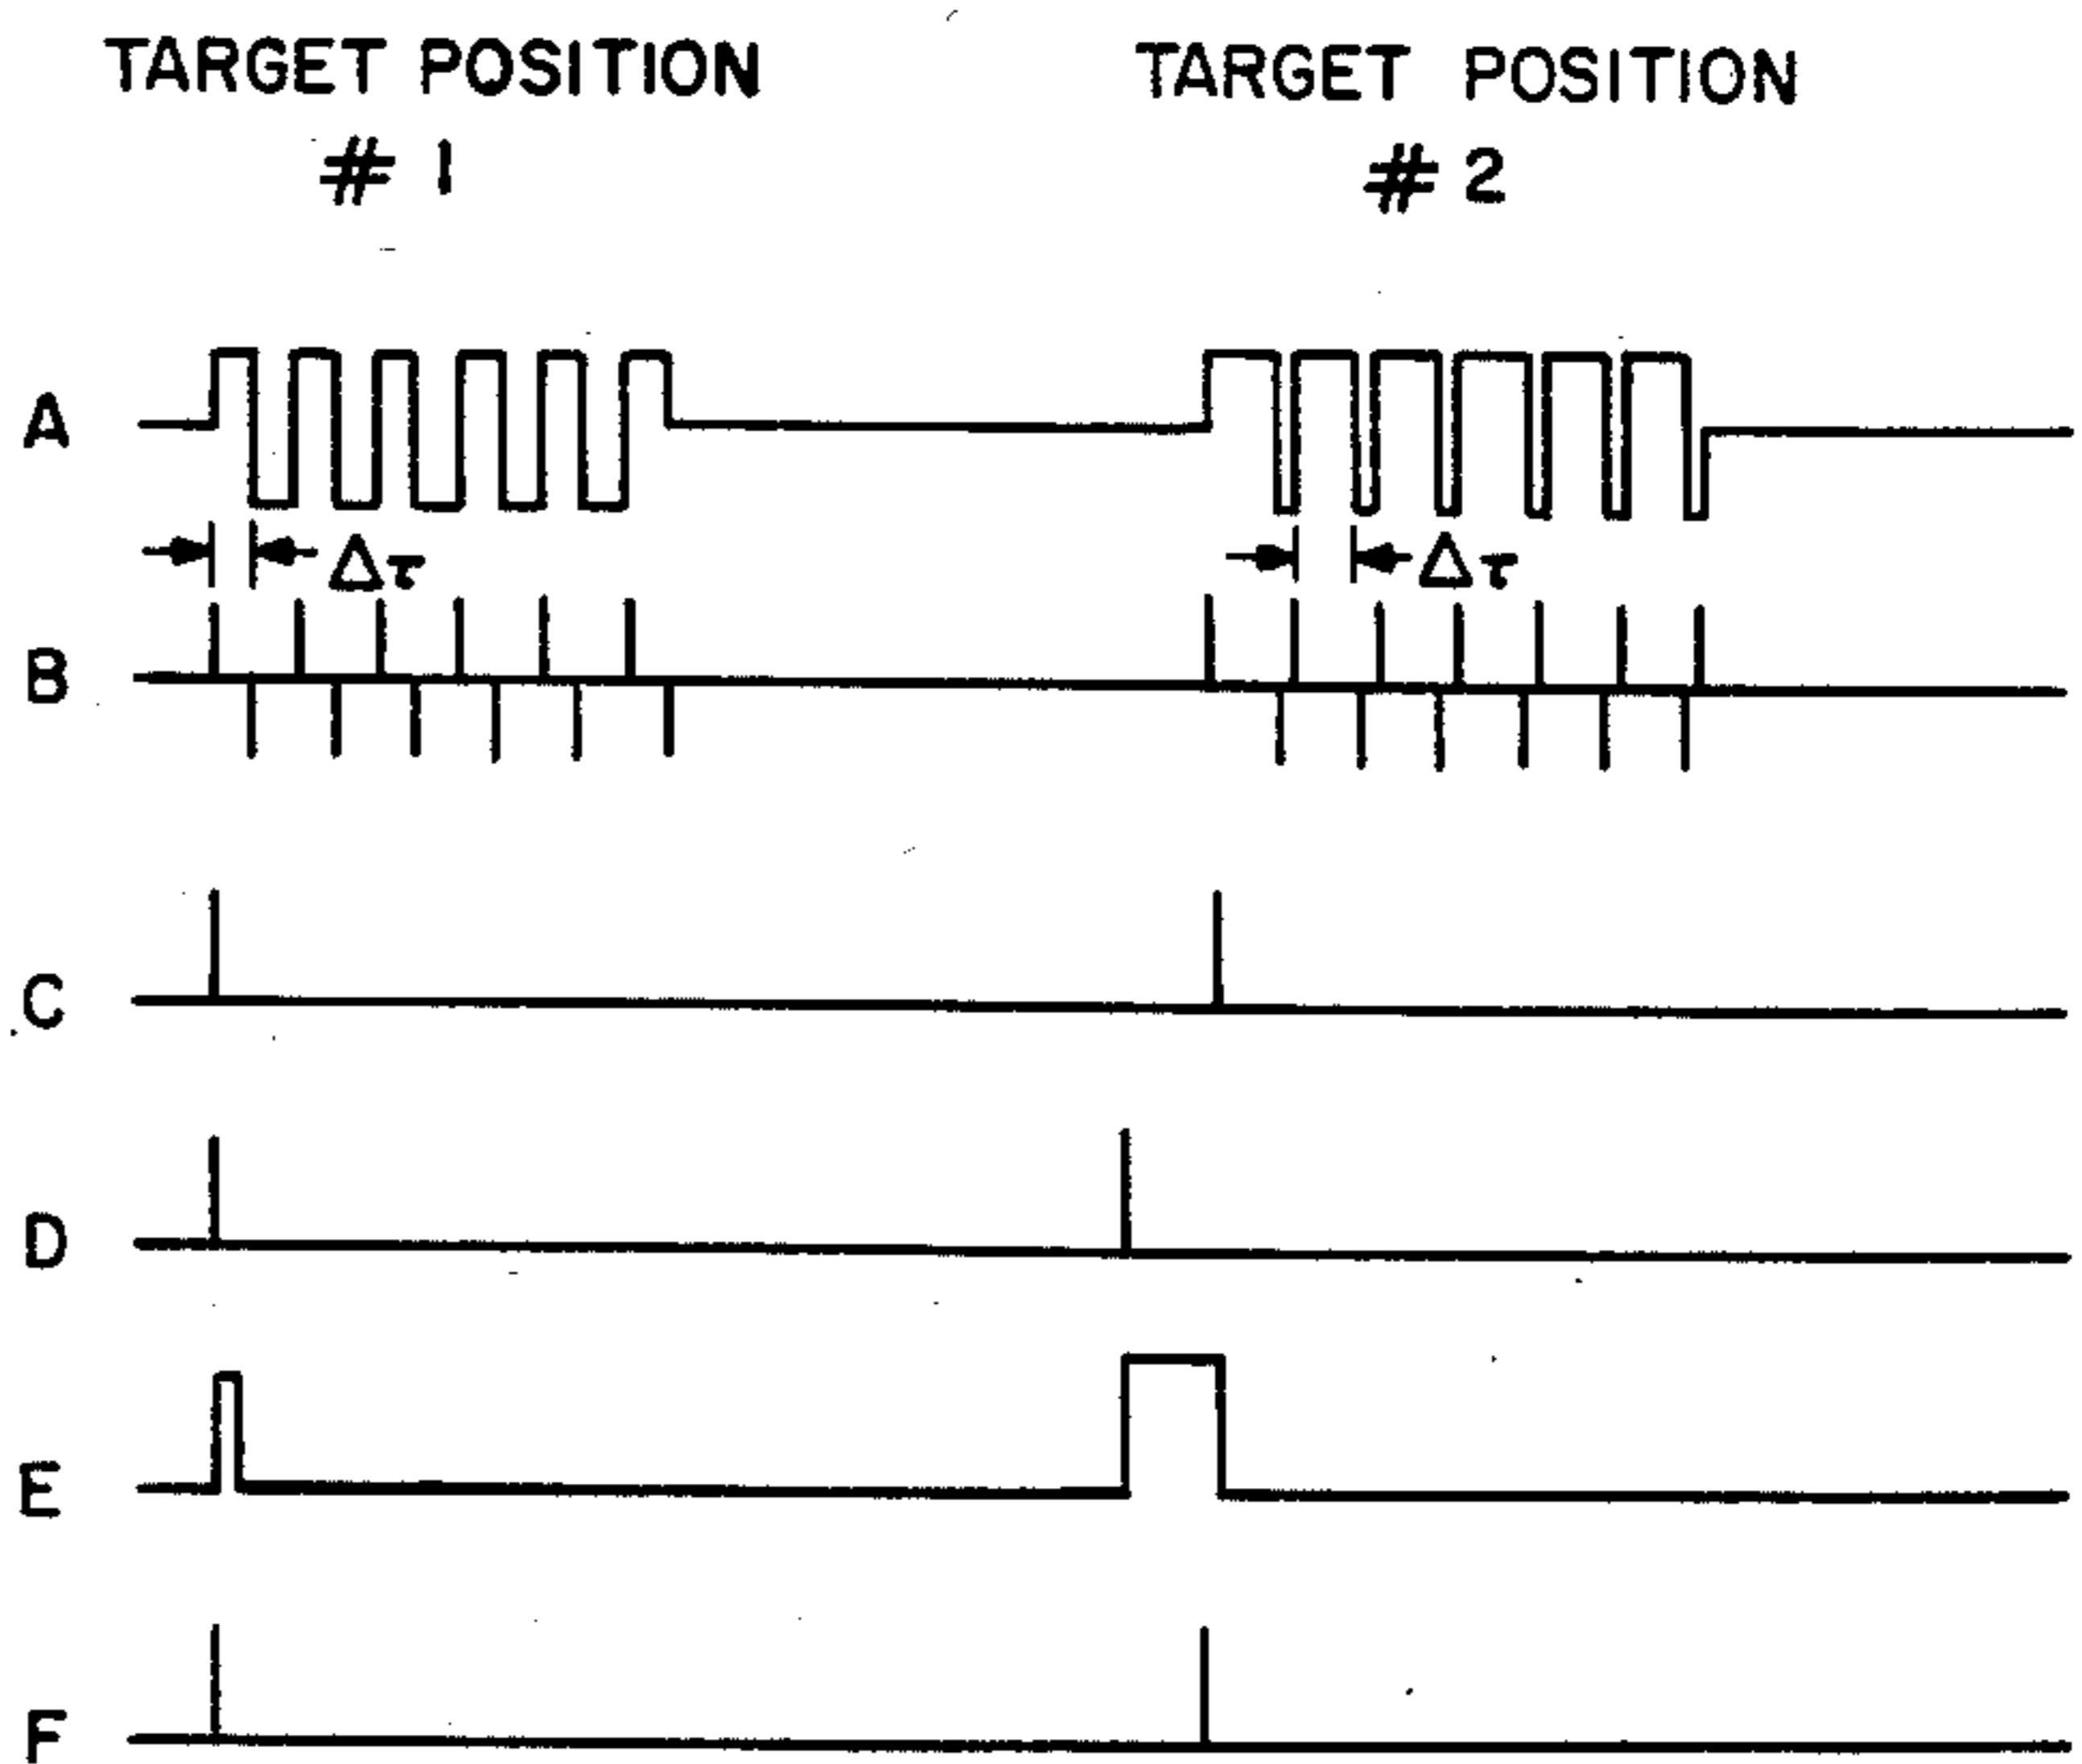 TARGET POSITION
# 1
TARGET POSITION
# 2
A
Δτ
Δτ
B
C
D
E
F